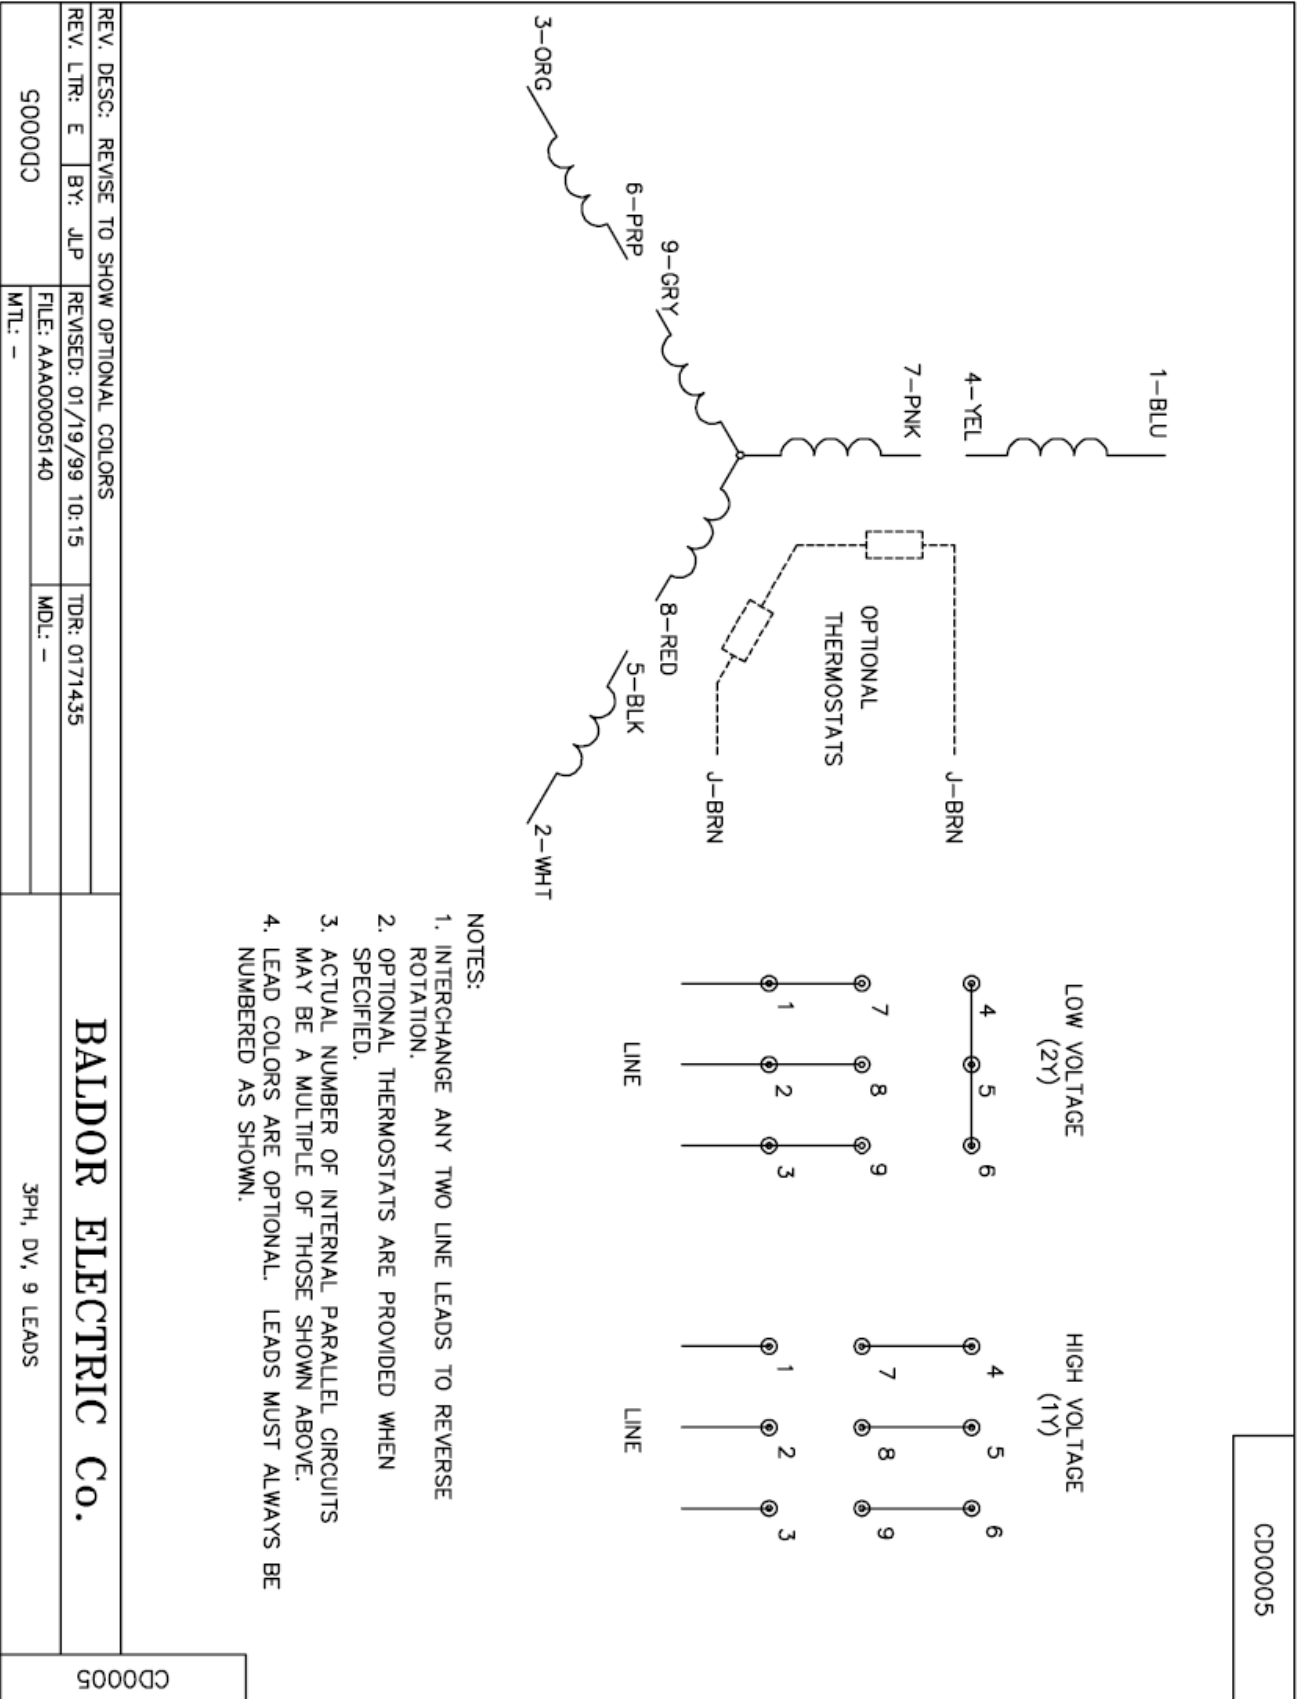 CD0005
1-BLU
4-YEL
7-PNK
9-GRY
6-PRP
3-ORG
8-RED
5-BLK
2-WHT
OPTIONAL
THERMOSTATS
J-BRN
J-BRN
LOW VOLTAGE
(2Y)
4 5 6
7 8 9
1 2 3
LINE
HIGH VOLTAGE
(1Y)
4 5 6
7 8 9
1 2 3
LINE
NOTES:
1. INTERCHANGE ANY TWO LINE LEADS TO REVERSE
ROTATION.
2. OPTIONAL THERMOSTATS ARE PROVIDED WHEN
SPECIFIED.
3. ACTUAL NUMBER OF INTERNAL PARALLEL CIRCUITS
MAY BE A MULTIPLE OF THOSE SHOWN ABOVE.
4. LEAD COLORS ARE OPTIONAL. LEADS MUST ALWAYS BE
NUMBERED AS SHOWN.
CD0005
REV. DESC: REVISE TO SHOW OPTIONAL COLORS
REV. LTR: E BY: JLP REVISED: 01/19/99 10:15 TDR: 0171435
CD0005
FILE: AAA00005140 MDL: -
MTL: -
BALDOR ELECTRIC Co.
3PH, DV, 9 LEADS